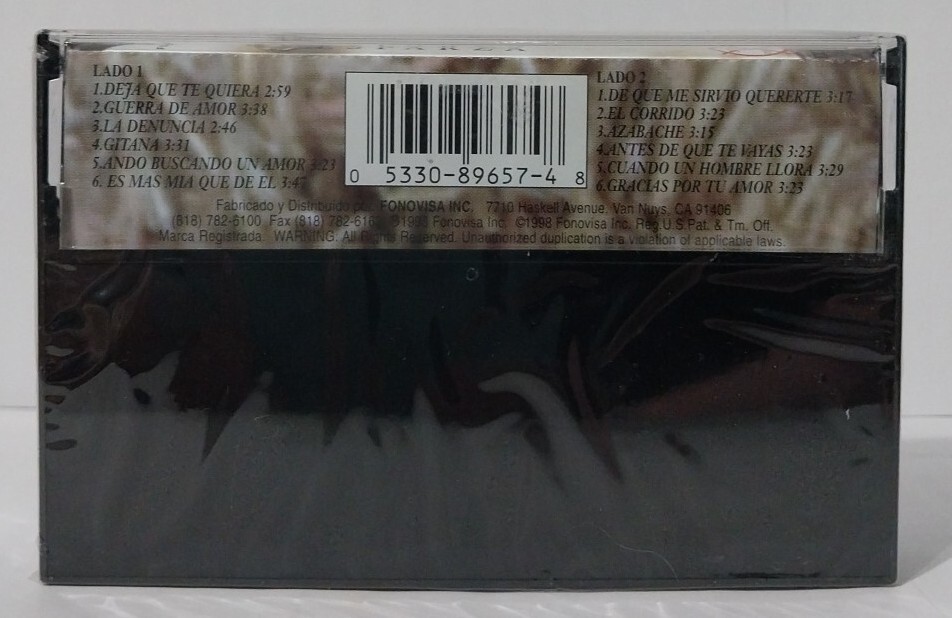 LADO 1
1.DEJA QUE TE QUIERA 2:59
2.GUERRA DE AMOR 3:38
3.LA DENUNCIA 2:46
4.GITANA 3:31
5.ANDO BUSCANDO UN AMOR 3:23
6. ES MAS MIA QUE DE EL 3:47
0 5330-89657-4 8
LADO 2
1.DE QUE ME SIRVIO QUERERTE 3:17
2.EL CORRIDO 3:23
3.AZABACHE 3:15
4.ANTES DE QUE TE VAYAS 3:23
5.CUANDO UN HOMBRE LLORA 3:29
6.GRACIAS POR TU AMOR 3:23
Fabricado y Distribuido por FONOVISA INC. 7710 Haskell Avenue, Van Nuys, CA 91406
(818) 782-6100 Fax (818) Fonovisa Inc. ©1998 Fonovisa Inc. Reg.U.S.Pat. & Tm. Off.
Marca Registrada. WARNING. All Rights Reserved. Unauthorized duplication is a violation of applicable laws.